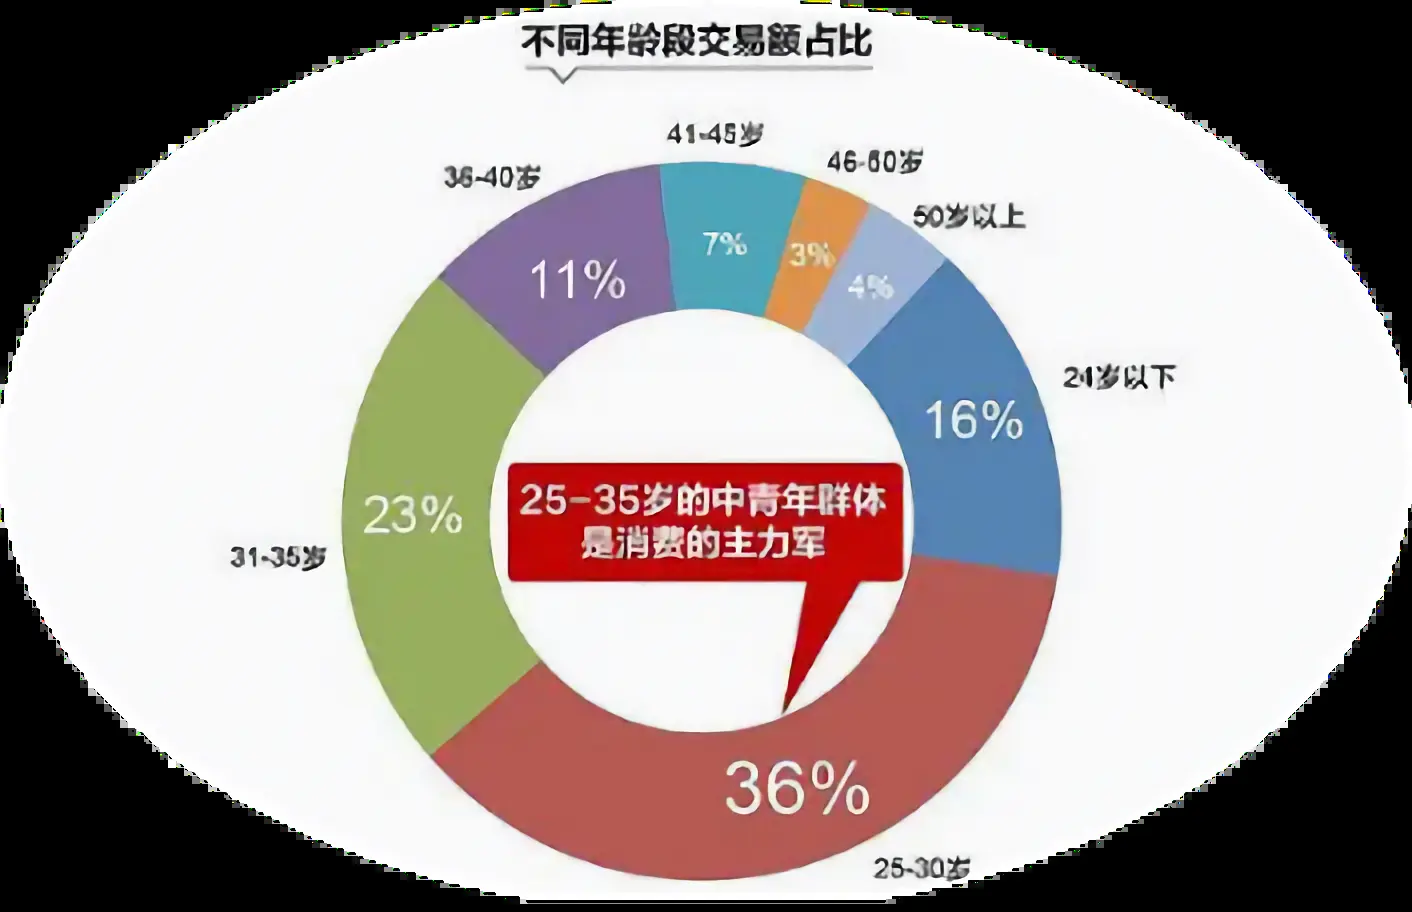 不同年龄段交易额占比
41-45岁
46-50岁
36-40岁
50岁以上
7%
3%
11%
4%
24岁以下
16%
25-35岁的中青年群体
是消费的主力军
23%
31-35岁
36%
25-30岁